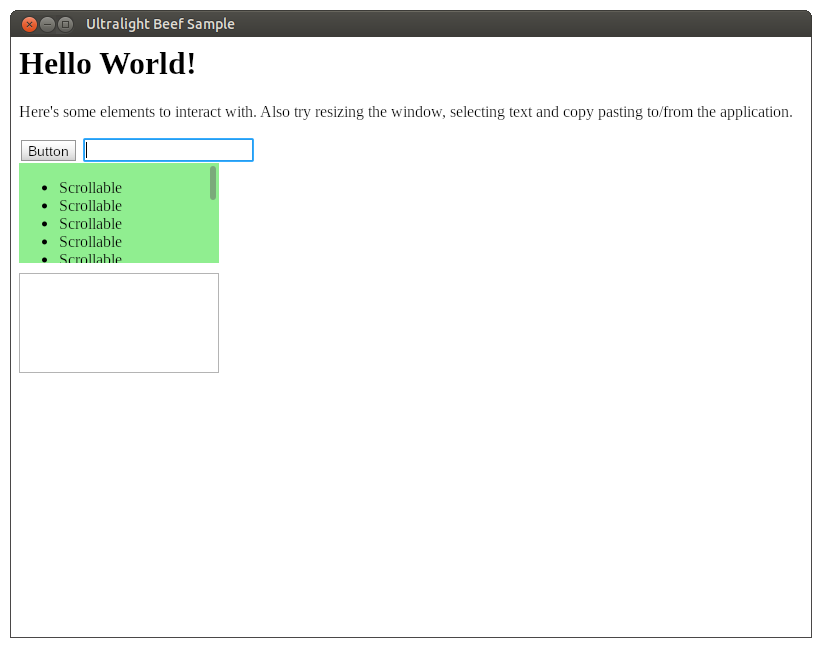 Ultralight Beef Sample
Hello World!
Here's some elements to interact with. Also try resizing the window, selecting text and copy pasting to/from the application.
Button
Scrollable
Scrollable
Scrollable
Scrollable
Scrollable